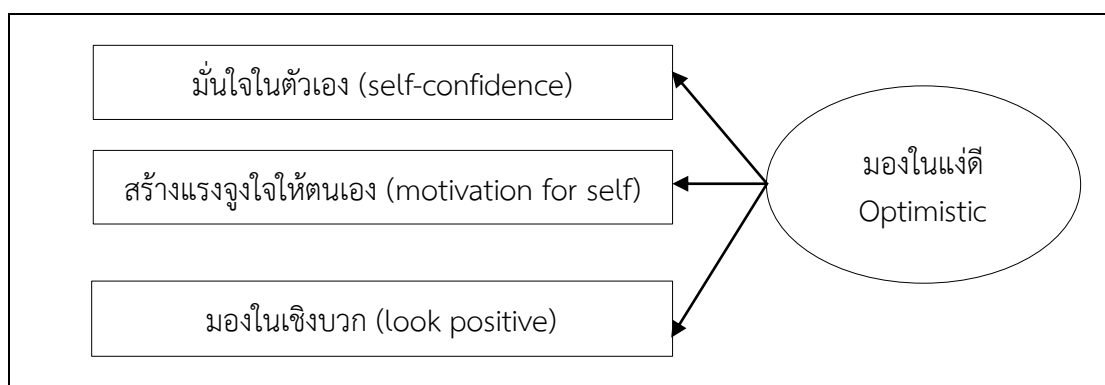 มั่นใจในตัวเอง (self-confidence)
สร้างแรงจูงใจให้ตนเอง (motivation for self)
มองในเชิงบวก (look positive)
มองในแง่ดี
Optimistic